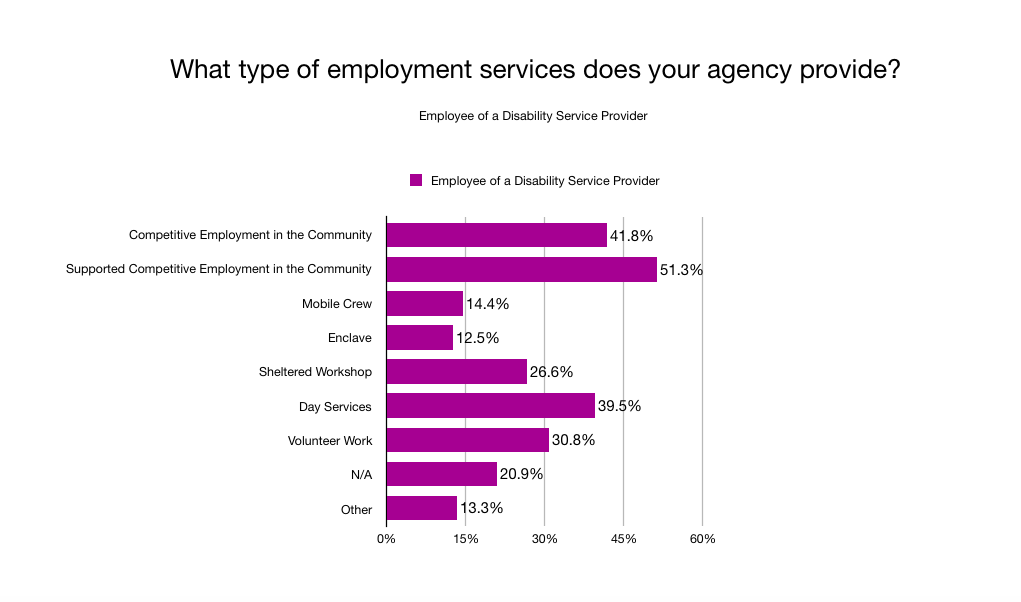 What type of employment services does your agency provide?
Employee of a Disability Service Provider
Employee of a Disability Service Provider
Competitive Employment in the Community 41.8%
Supported Competitive Employment in the Community 51.3%
Mobile Crew 14.4%
Enclave 12.5%
Sheltered Workshop 26.6%
Day Services 39.5%
Volunteer Work 30.8%
N/A 20.9%
Other 13.3%
0% 15% 30% 45% 60%